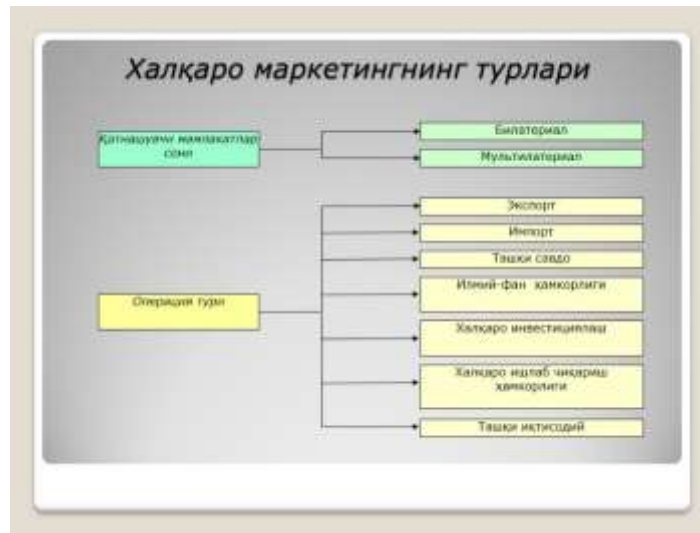 Халқаро маркетингнинг турлари
Қатнашувчи мамлакатлар
сони
Билатериал
Мультилатериал
Экспорт
Импорт
Ташқи савдо
Операция тури
Илмий-фан ҳамкорлиги
Халқаро инвестициялаш
Халқаро ишлаб чиқариш
ҳамкорлиги
Ташқи иқтисодий